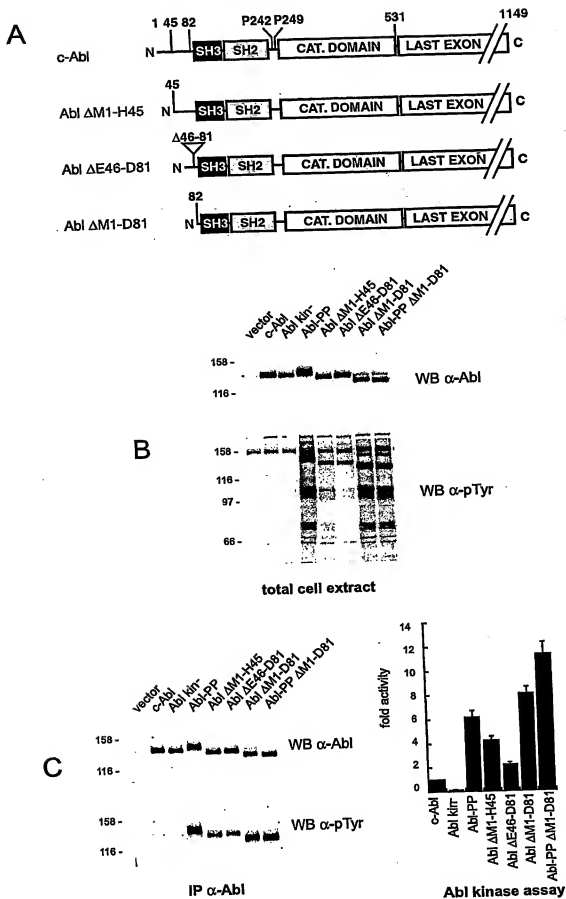 A
1 45 82 P242 P249 531 1149
c-Abl N SH3 SH2 CAT. DOMAIN LAST EXON C
45
Abl ΔM1-H45 N SH3 SH2 CAT. DOMAIN LAST EXON C
Δ46-81
Abl ΔE46-D81 N SH3 SH2 CAT. DOMAIN LAST EXON C
82
Abl ΔM1-D81 N SH3 SH2 CAT. DOMAIN LAST EXON C
B
vector
c-Abl
Abl kin⁻
Abl-PP
Abl ΔM1-H45
Abl ΔE46-D81
Abl ΔM1-D81
Abl-PP ΔM1-D81
158 -
WB α-Abl
116 -
158 -
116 -
WB α-pTyr
97 -
66 -
total cell extract
C
vector
c-Abl
Abl kin⁻
Abl-PP
Abl ΔM1-H45
Abl ΔE46-D81
Abl ΔM1-D81
Abl-PP ΔM1-D81
158 -
WB α-Abl
116 -
158 -
WB α-pTyr
116 -
IP α-Abl
fold activity
14
12
10
8
6
4
2
0
c-Abl
Abl kin⁻
Abl-PP
Abl ΔM1-H45
Abl ΔE46-D81
Abl ΔM1-D81
Abl-PP ΔM1-D81
Abl kinase assay